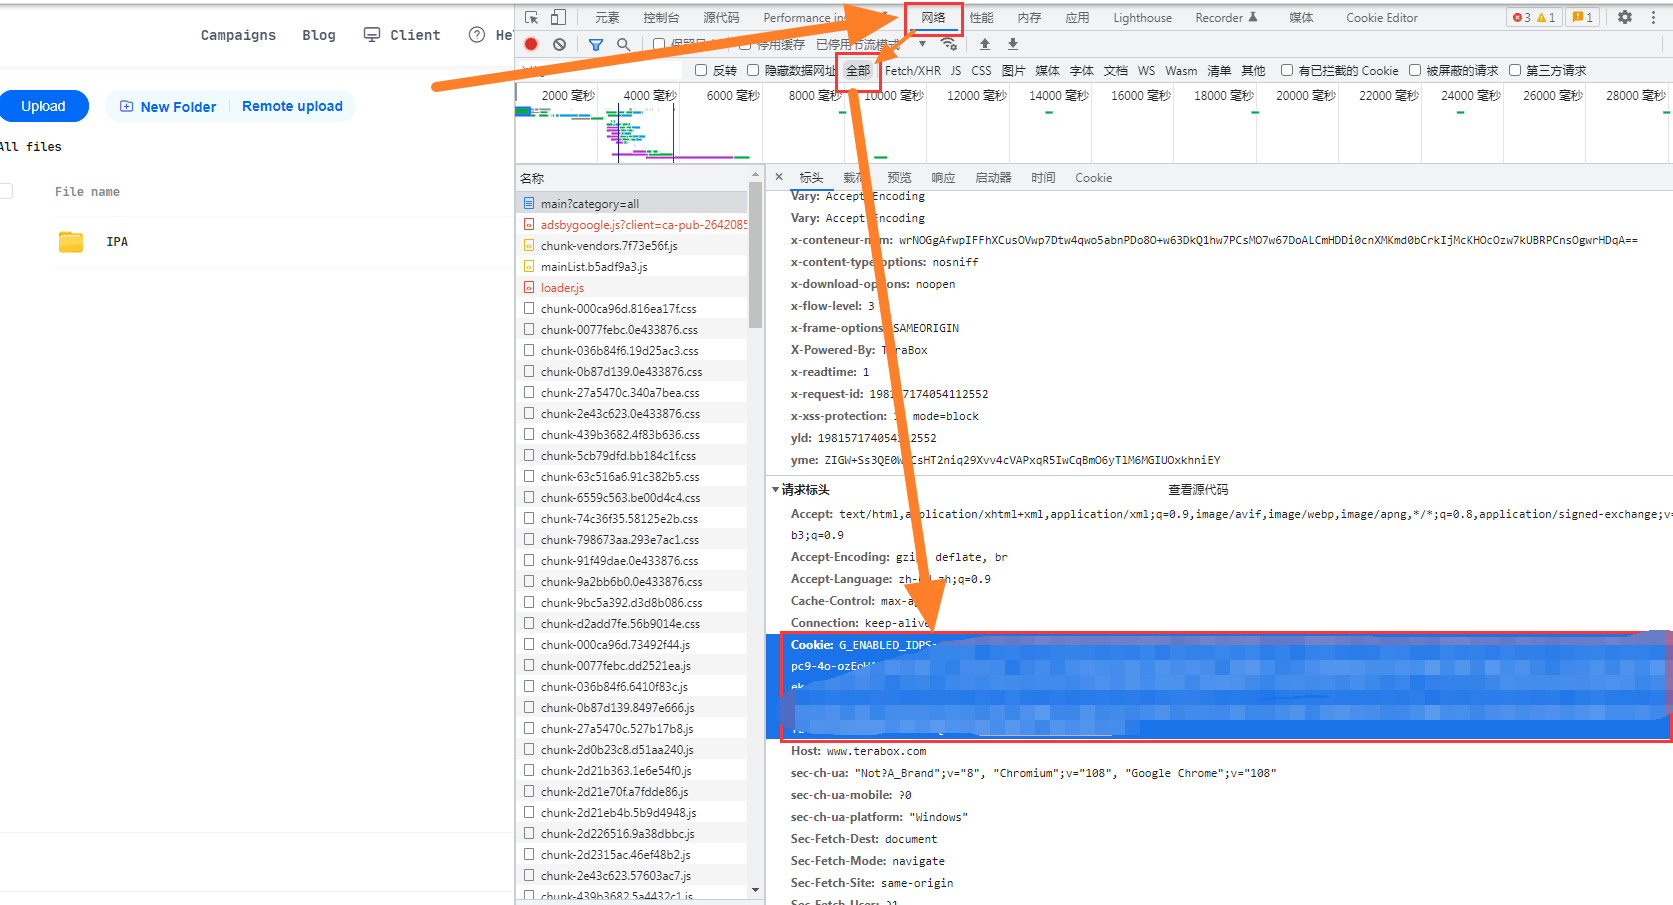 Campaigns Blog Client
Upload New Folder Remote upload
All files
File name
IPA
元素 控制台 源代码 Performance 网络 性能 内存 应用 Lighthouse Recorder 媒体 Cookie Editor 3 1 1
停用缓存 已停用节流模式
反转 隐藏数据网址 全部 Fetch/XHR JS CSS 图片 媒体 字体 文档 WS Wasm 清单 其他 有已拦截的 Cookie 被屏蔽的请求 第三方请求
2000 毫秒 4000 毫秒 6000 毫秒 8000 毫秒 10000 毫秒 12000 毫秒 14000 毫秒 16000 毫秒 18000 毫秒 20000 毫秒 22000 毫秒 24000 毫秒 26000 毫秒 28000 毫秒
名称
main?category=all
adsbygoogle.js?client=ca-pub-2642085
chunk-vendors.7f73e56f.js
mainList.b5adf9a3.js
loader.js
chunk-000ca96d.816ea17f.css
chunk-0077febc.0e433876.css
chunk-036b84f6.19d25ac3.css
chunk-0b87d139.0e433876.css
chunk-27a5470c.340a7bea.css
chunk-2e43c623.0e433876.css
chunk-439b3682.4f83b636.css
chunk-5cb79dfd.bb184c1f.css
chunk-63c516a6.91c382b5.css
chunk-6559c563.be00d4c4.css
chunk-74c36f35.58125e2b.css
chunk-798673aa.293e7ac1.css
chunk-91f49dae.0e433876.css
chunk-9a2bb6b0.0e433876.css
chunk-9bc5a392.d3d8b086.css
chunk-d2add7fe.56b9014e.css
chunk-000ca96d.73492f44.js
chunk-0077febc.dd2521ea.js
chunk-036b84f6.6410f83c.js
chunk-0b87d139.8497e666.js
chunk-27a5470c.527b17b8.js
chunk-2d0b23c8.d51aa240.js
chunk-2d21b363.1e6e54f0.js
chunk-2d21e70f.a7fdde86.js
chunk-2d21eb4b.5b9d4948.js
chunk-2d226516.9a38dbbc.js
chunk-2d2315ac.46ef48b2.js
chunk-2e43c623.57603ac7.js
chunk-439b3682.5a4432c1.js
标头 载荷 预览 响应 启动器 时间 Cookie
Vary: Accept-Encoding
Vary: Accept-Encoding
wrNOGgAfwpIFFhXCusOVwp7Dtw4qwo5abnPDo8O+w63DkQ1hw7PCsMO7w67DoALCmHDDi0cnXMKmd0bCrkIjMcKHOcOzw7kUBRPCnsOgwrHDqA==
x-content-type-options: nosniff
x-download-options: noopen
x-flow-level: 3
x-frame-options: SAMEORIGIN
X-Powered-By: TeraBox
x-readtime: 1
x-request-id: 198157174054112552
x-xss-protection: mode=block
yld: 198157174054112552
yme:
请求标头 查看源代码
Accept: text/html,application/xhtml+xml,application/xml;q=0.9,image/avif,image/webp,image/apng,*/*;q=0.8,application/signed-exchange;v=
b3;q=0.9
Accept-Encoding: gzip, deflate, br
Accept-Language: zh;q=0.9
Cache-Control:
Connection: keep-alive
Cookie: G_ENABLED_IDPS
Host: www.terabox.com
sec-ch-ua: "Not?A_Brand";v="8", "Chromium";v="108", "Google Chrome";v="108"
sec-ch-ua-mobile: ?0
sec-ch-ua-platform: "Windows"
Sec-Fetch-Dest: document
Sec-Fetch-Mode: navigate
Sec-Fetch-Site: same-origin
Sec-Fetch-User: ?1